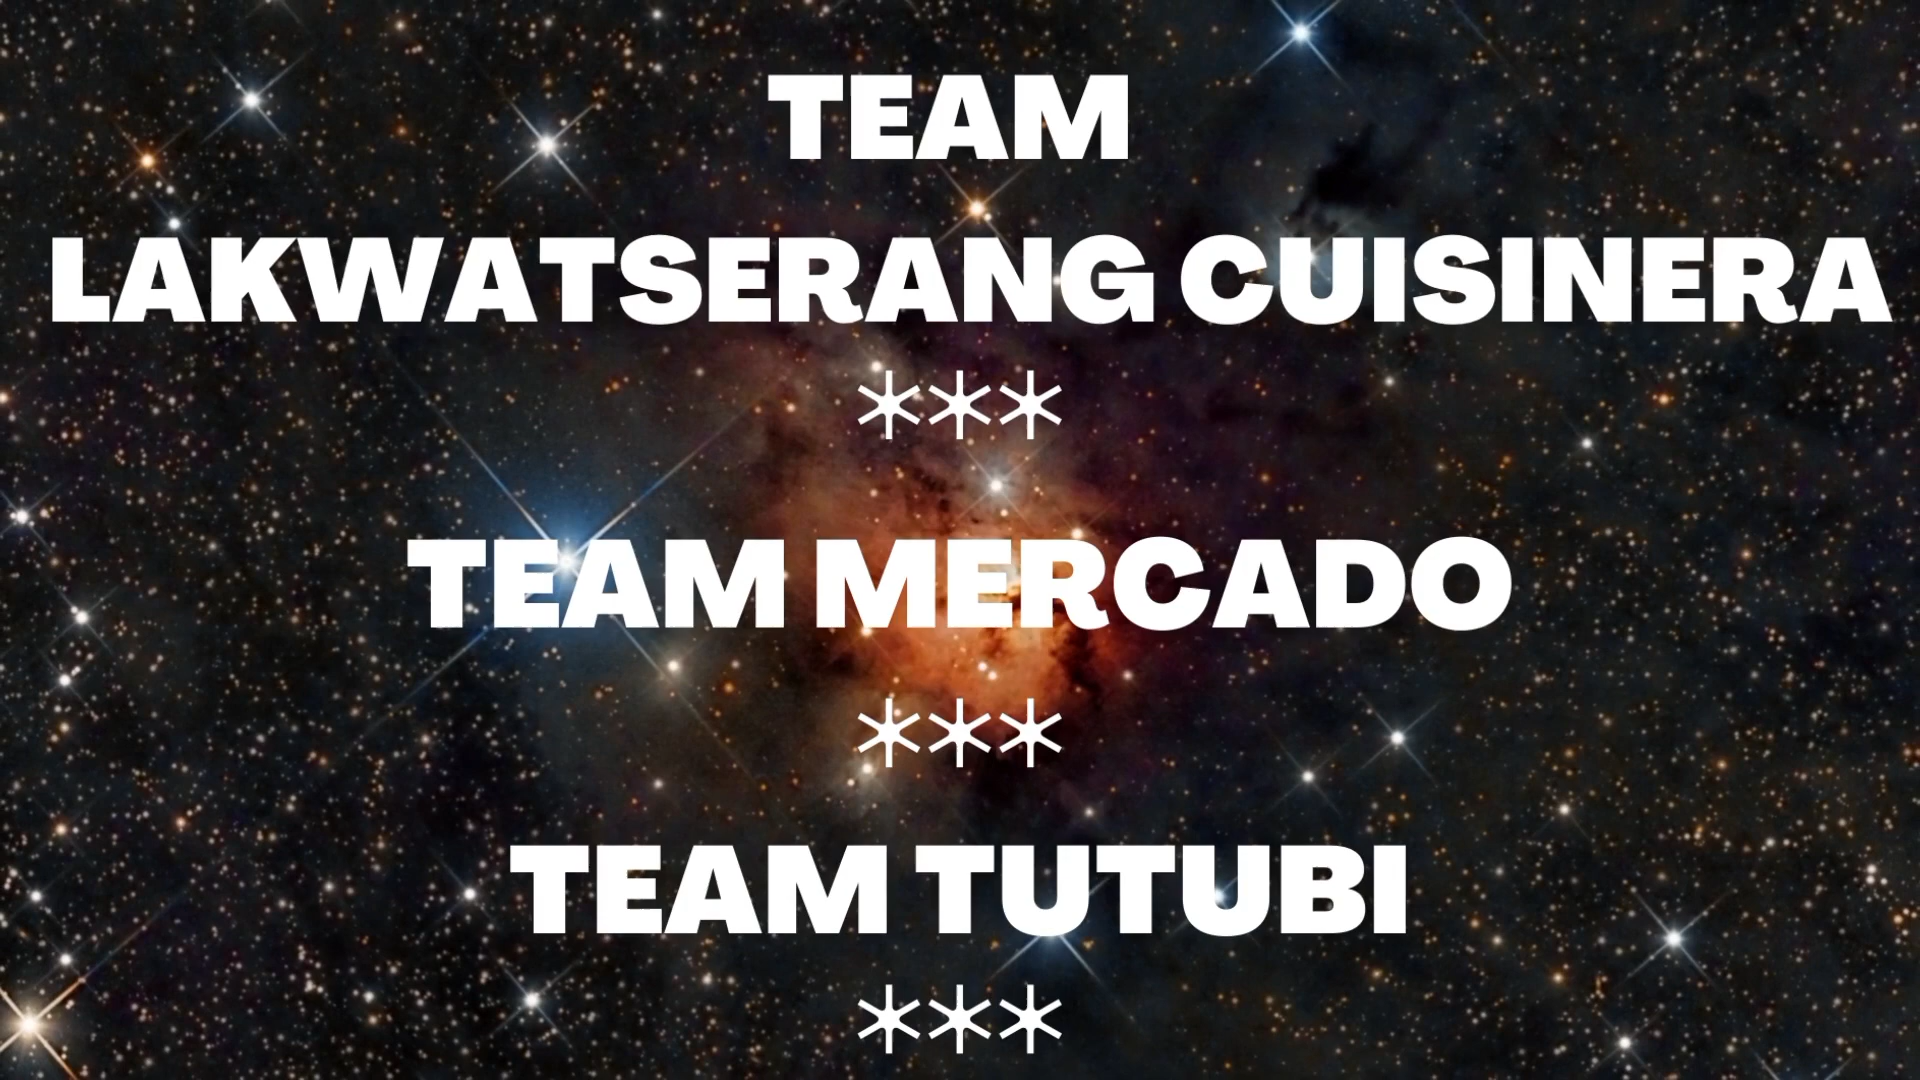 TEAM
LAKWATSERANG CUISINERA
***
TEAM MERCADO
***
TEAM TUTUBI
***